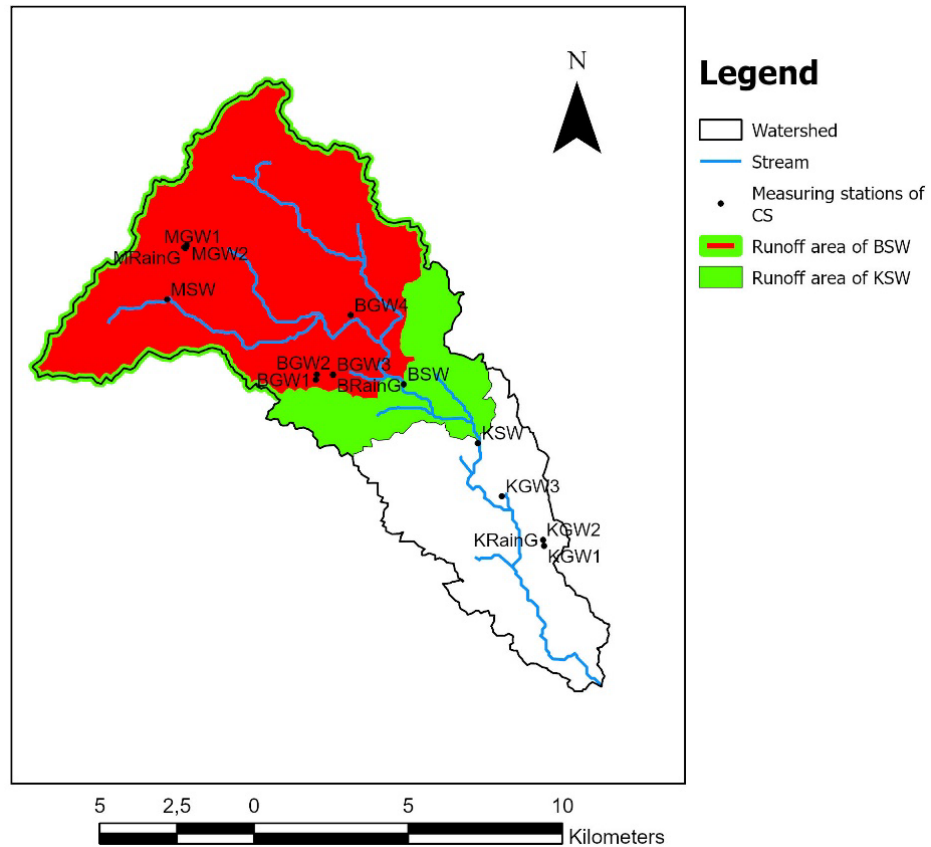 N
Legend
Watershed
Stream
Measuring stations of
CS
Runoff area of BSW
Runoff area of KSW
MGW1
MRainG
MGW2
MSW
BGW4
BGW2
BGW3
BGW1
BRainG
BSW
KSW
KGW3
KGW2
KRainG
KGW1
5 2,5 0 5 10
Kilometers